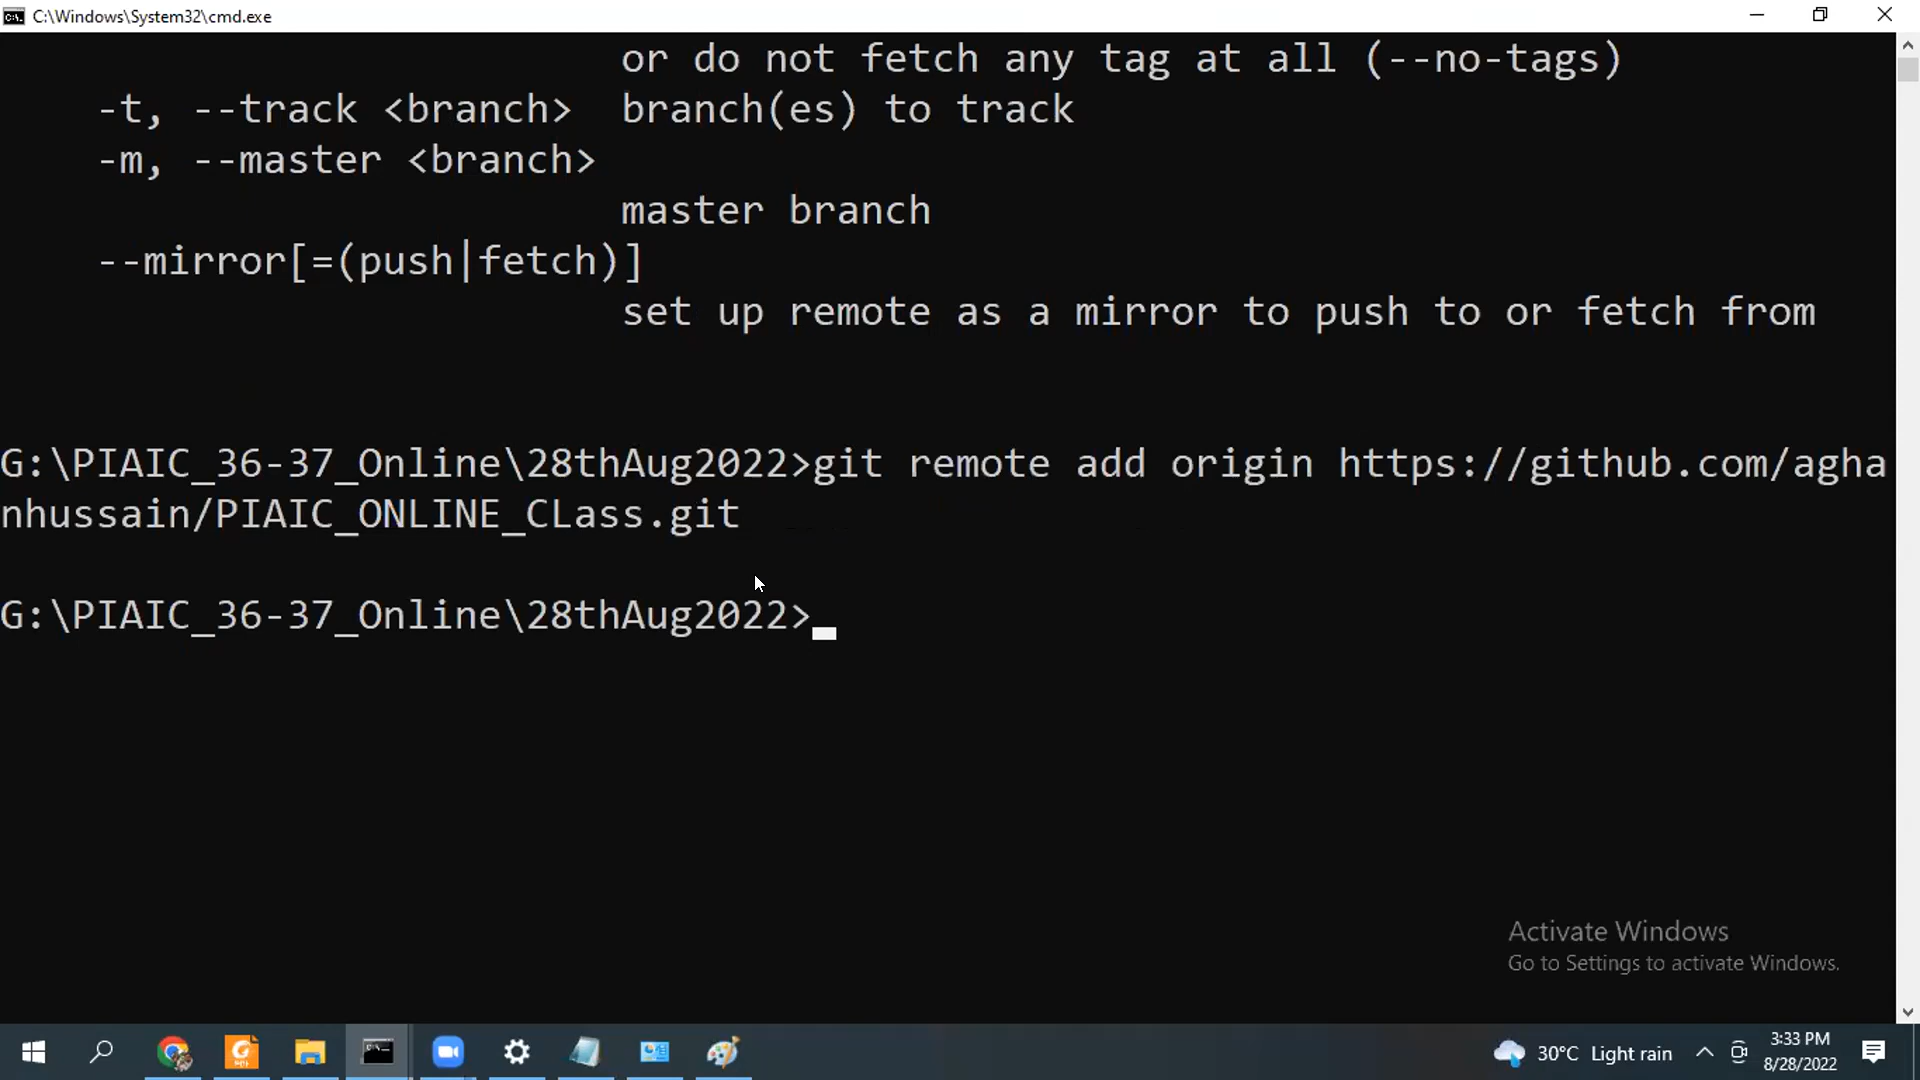 C:\Windows\System32\cmd.exe
or do not fetch any tag at all (--no-tags)
-t, --track <branch>  branch(es) to track
-m, --master <branch>
master branch
--mirror[=(push|fetch)]
set up remote as a mirror to push to or fetch from
G:\PIAIC_36-37_Online\28thAug2022>git remote add origin https://github.com/agha
nhussain/PIAIC_ONLINE_CLass.git
G:\PIAIC_36-37_Online\28thAug2022>
Activate Windows
Go to Settings to activate Windows.
30°C Light rain
3:33 PM
8/28/2022